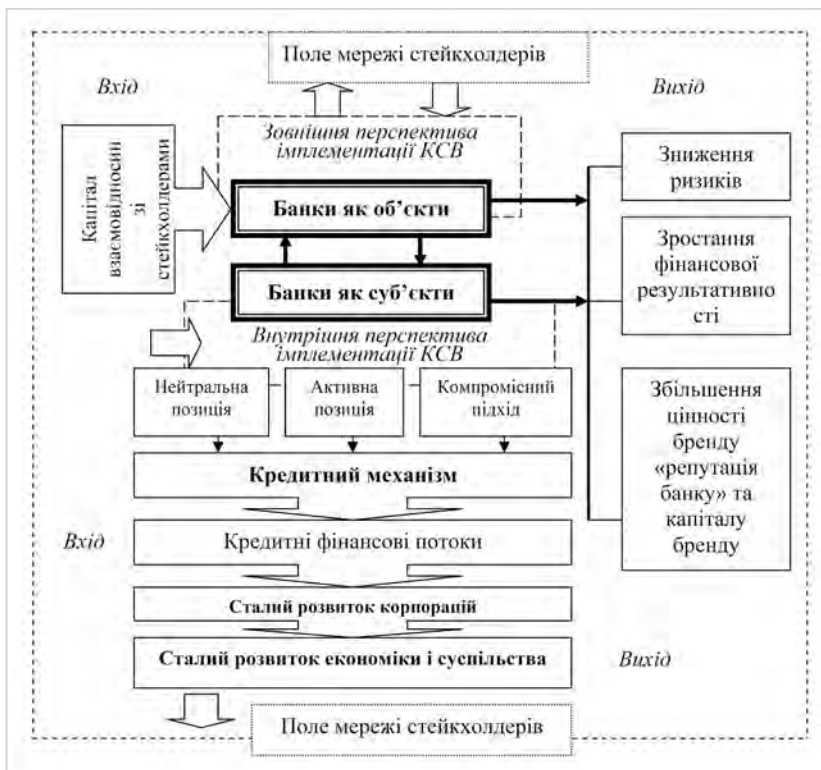 Поле мережі стейкхолдерів
Вхід
Вихід
Зовнішня перспектива
імплементації КСВ
Капітал
взаємовідносин
зі
стейкхолдерами
Банки як об’єкти
Зниження
ризиків
Банки як суб’єкти
Зростання
фінансової
результативно
сті
Внутрішня перспектива
імплементації КСВ
Нейтральна
позиція
Активна
позиція
Компромісний
підхід
Збільшення
цінності
бренду
«репутація
банку» та
капіталу
бренду
Кредитний механізм
Вхід
Кредитні фінансові потоки
Сталий розвиток корпорацій
Сталий розвиток економіки і суспільства
Вихід
Поле мережі стейкхолдерів